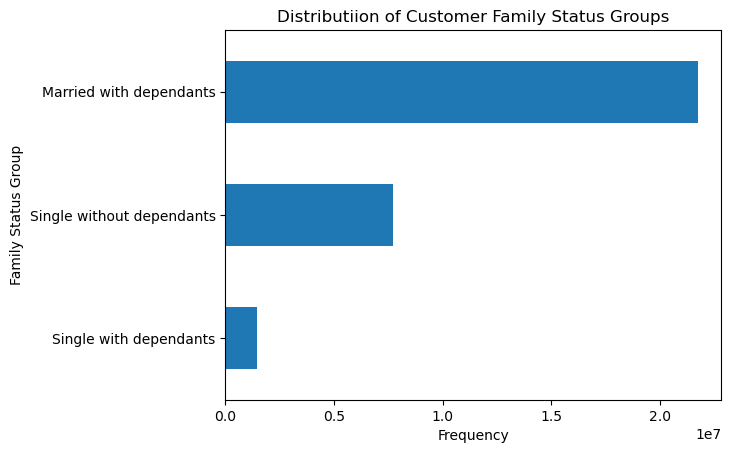 Distributiion of Customer Family Status Groups
Married with dependants
Single without dependants
Single with dependants
Family Status Group
0.0 0.5 1.0 1.5 2.0
1e7
Frequency